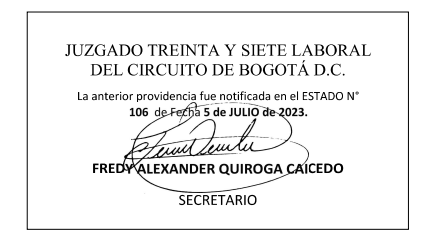 JUZGADO TREINTA Y SIETE LABORAL
DEL CIRCUITO DE BOGOTÁ D.C.
La anterior providencia fue notificada en el ESTADO N°
106 de Fecha 5 de JULIO de 2023.
FREDY ALEXANDER QUIROGA CAICEDO
SECRETARIO